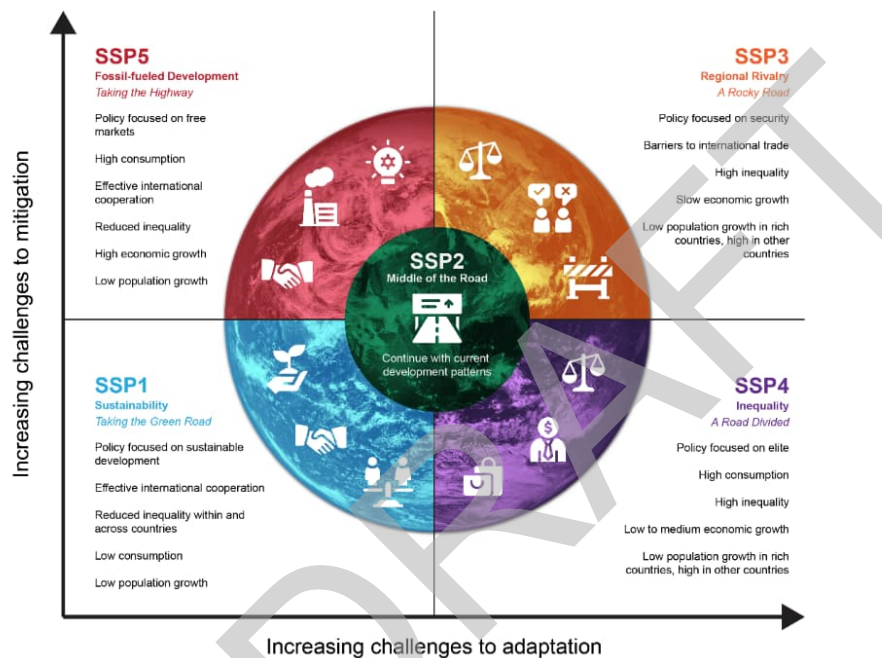 SSP5
Fossil-fueled Development
Taking the Highway
Policy focused on free
markets
High consumption
Effective international
cooperation
Reduced inequality
High economic growth
Low population growth
SSP3
Regional Rivalry
A Rocky Road
Policy focused on security
Barriers to international trade
High inequality
Slow economic growth
Low population growth in rich
countries, high in other
countries
SSP2
Middle of the Road
Continue with current
development patterns
SSP1
Sustainability
Taking the Green Road
Policy focused on sustainable
development
Effective international cooperation
Reduced inequality within and
across countries
Low consumption
Low population growth
SSP4
Inequality
A Road Divided
Policy focused on elite
High consumption
High inequality
Low to medium economic growth
Low population growth in rich
countries, high in other countries
Increasing challenges to mitigation
Increasing challenges to adaptation
$
DRAFT